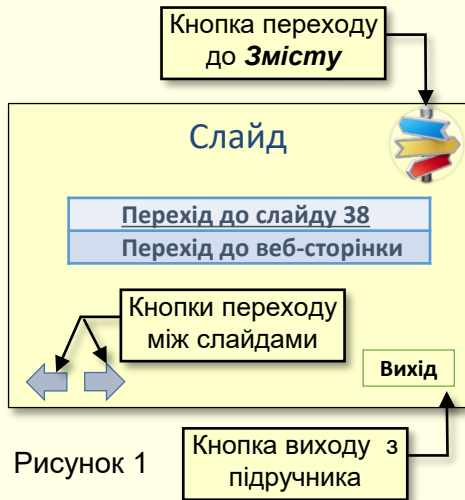 Кнопка переходу
до Змісту
Слайд
Перехід до слайду 38
Перехід до веб-сторінки
Кнопки переходу
між слайдами
Вихід
Рисунок 1
Кнопка виходу з
підручника